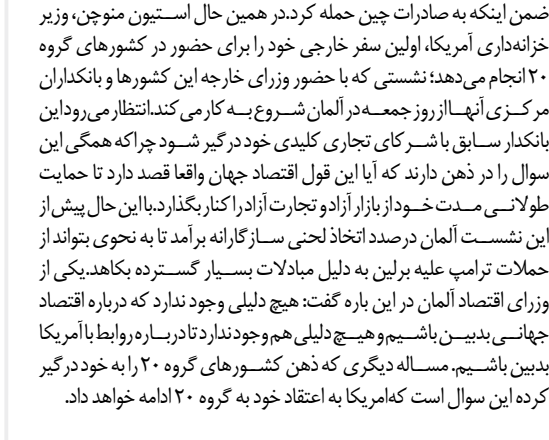 ضمن اینکه به صادرات چین حمله کرد.در همین حال استیون منوچن، وزیر
خزانه‌داری آمریکا، اولین سفر خارجی خود را برای حضور در کشورهای گروه
۲۰ انجام می‌دهد؛ نشستی که با حضور وزرای خارجه این کشورها و بانکداران
مرکزی آنها از روز جمعه در آلمان شروع به کار می کند.انتظار می‌رود این
بانکدار سابق با شرکای تجاری کلیدی خود درگیر شود چراکه همگی این
سوال را در ذهن دارند که آیا این قول اقتصاد جهان واقعا قصد دارد تا حمایت
طولانی مدت خود از بازار آزاد و تجارت آزاد را کنار بگذارد.با این حال پیش از
این نشست آلمان درصدد اتخاذ لحنی سازگارانه برآمد تا به نحوی بتواند از
حملات ترامپ علیه برلین به دلیل مبادلات بسیار گسترده بکاهد.یکی از
وزرای اقتصاد آلمان در این باره گفت: هیچ دلیلی وجود ندارد که درباره اقتصاد
جهانی بدبین باشیم و هیچ دلیلی هم وجود ندارد تا درباره روابط با آمریکا
بدبین باشیم. مساله دیگری که ذهن کشورهای گروه ۲۰ را به خود درگیر
کرده این سوال است که‌امریکا به اعتقاد خود به گروه ۲۰ ادامه خواهد داد.